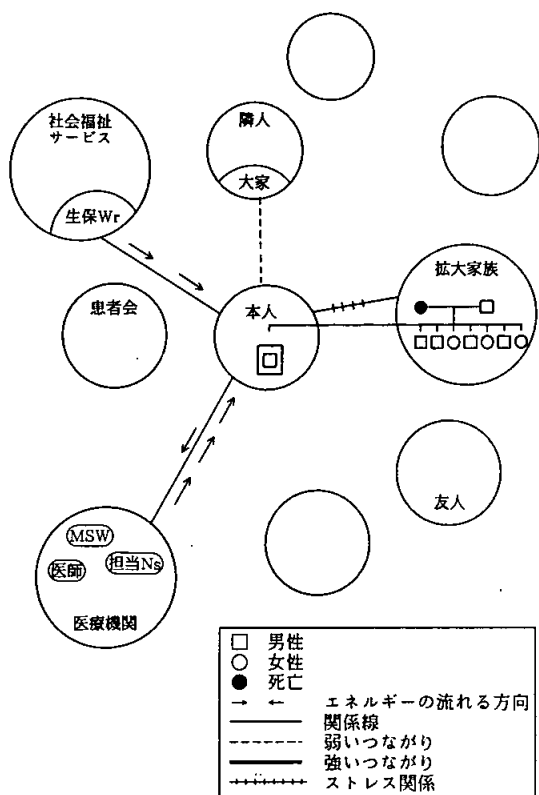 社会福祉
サービス
生保Wr
隣人
大家
拡大家族
患者会
本人
友人
MSW
医師
担当Ns
医療機関
男性
女性
死亡
エネルギーの流れる方向
関係線
弱いつながり
強いつながり
ストレス関係